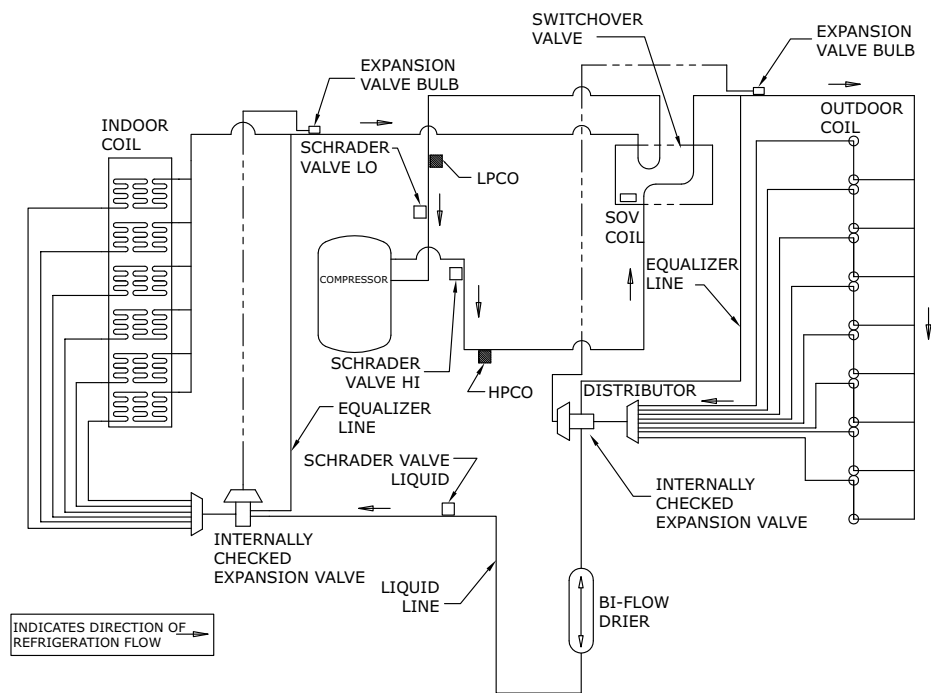 SWITCHOVER
VALVE
EXPANSION
VALVE BULB
EXPANSION
VALVE BULB
INDOOR
COIL
OUTDOOR
COIL
SCHRADER
VALVE LO
LPCO
SOV
COIL
COMPRESSOR
EQUALIZER
LINE
SCHRADER
VALVE HI
HPCO
DISTRIBUTOR
EQUALIZER
LINE
SCHRADER VALVE
LIQUID
INTERNALLY
CHECKED
EXPANSION VALVE
INTERNALLY
CHECKED
EXPANSION VALVE
LIQUID
LINE
BI-FLOW
DRIER
INDICATES DIRECTION OF
REFRIGERATION FLOW